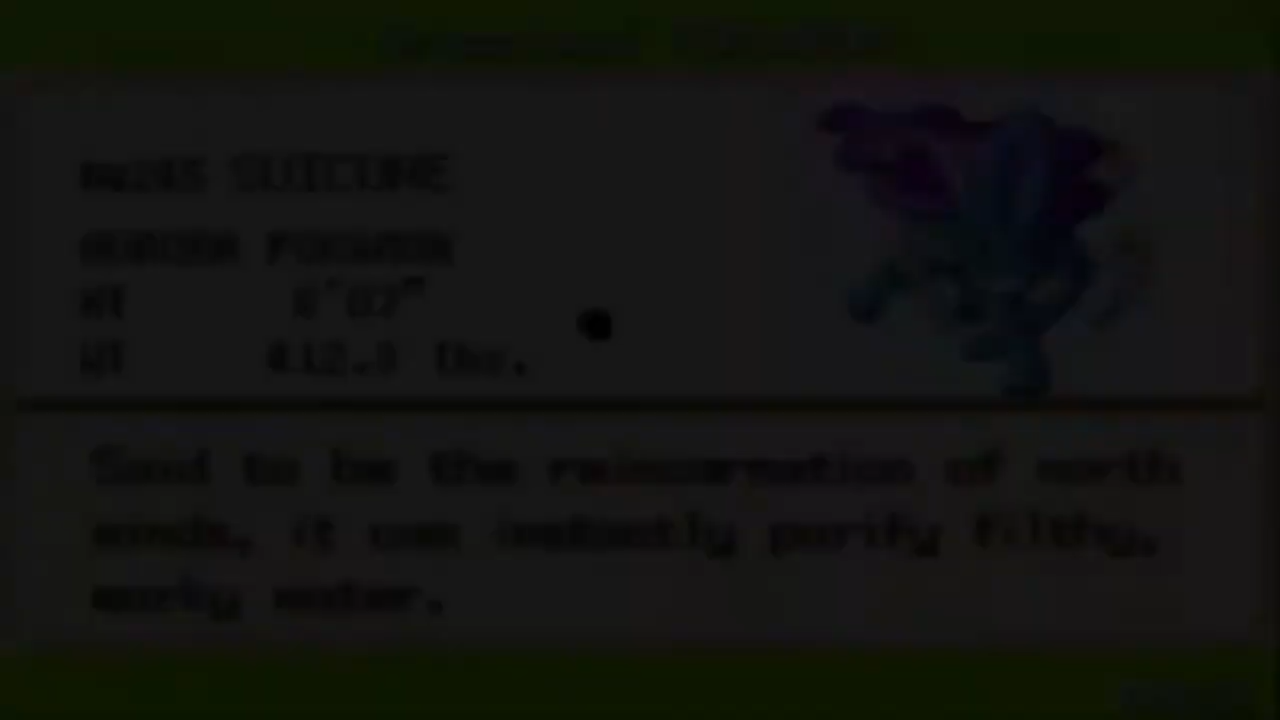 No245 SUICUNE
AURORA POKéMON
HT 6'07"
WT 412.3 lbs.
Said to be the reincarnation of north
winds, it can instantly purify filthy,
murky water.